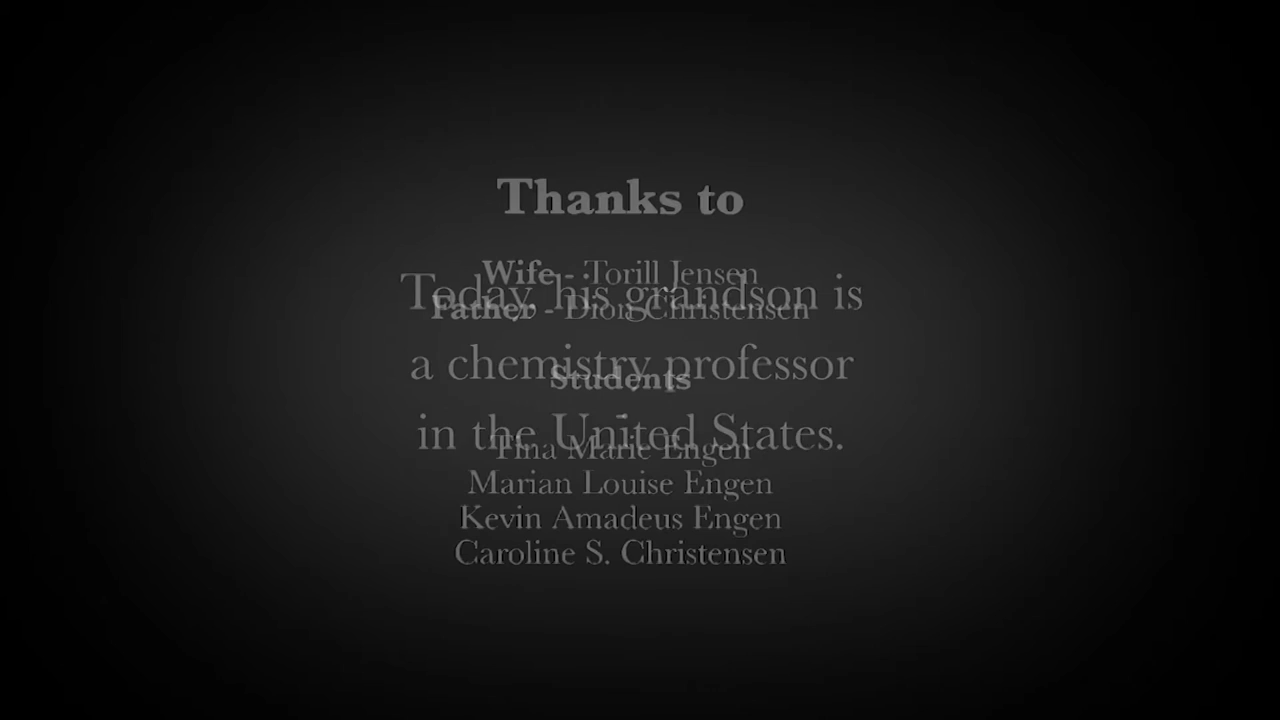 Thanks to
Wife - Torill Jensen
Father - Dion Christensen
Students
-
Tina Marie Engen
Marian Louise Engen
Kevin Amadeus Engen
Caroline S. Christensen
Today, his grandson is
a chemistry professor
in the United States.